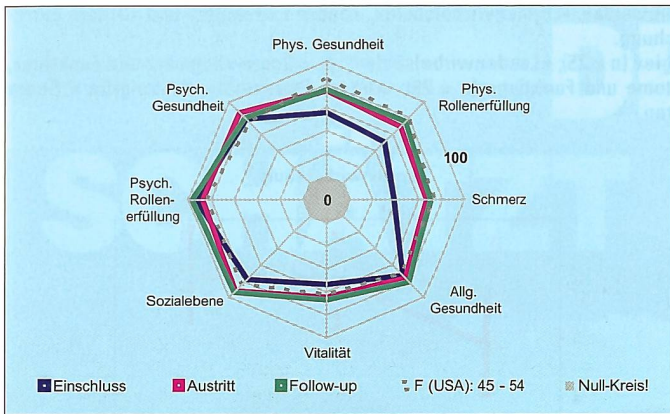 Phys. Gesundheit
Psych.
Gesundheit
Phys.
Rollenerfüllung
100
Psych.
Rollen-
erfüllung
0
Schmerz
Sozialebene
Allg.
Gesundheit
Vitalität
Einschluss
Austritt
Follow-up
F (USA): 45 - 54
Null-Kreis!